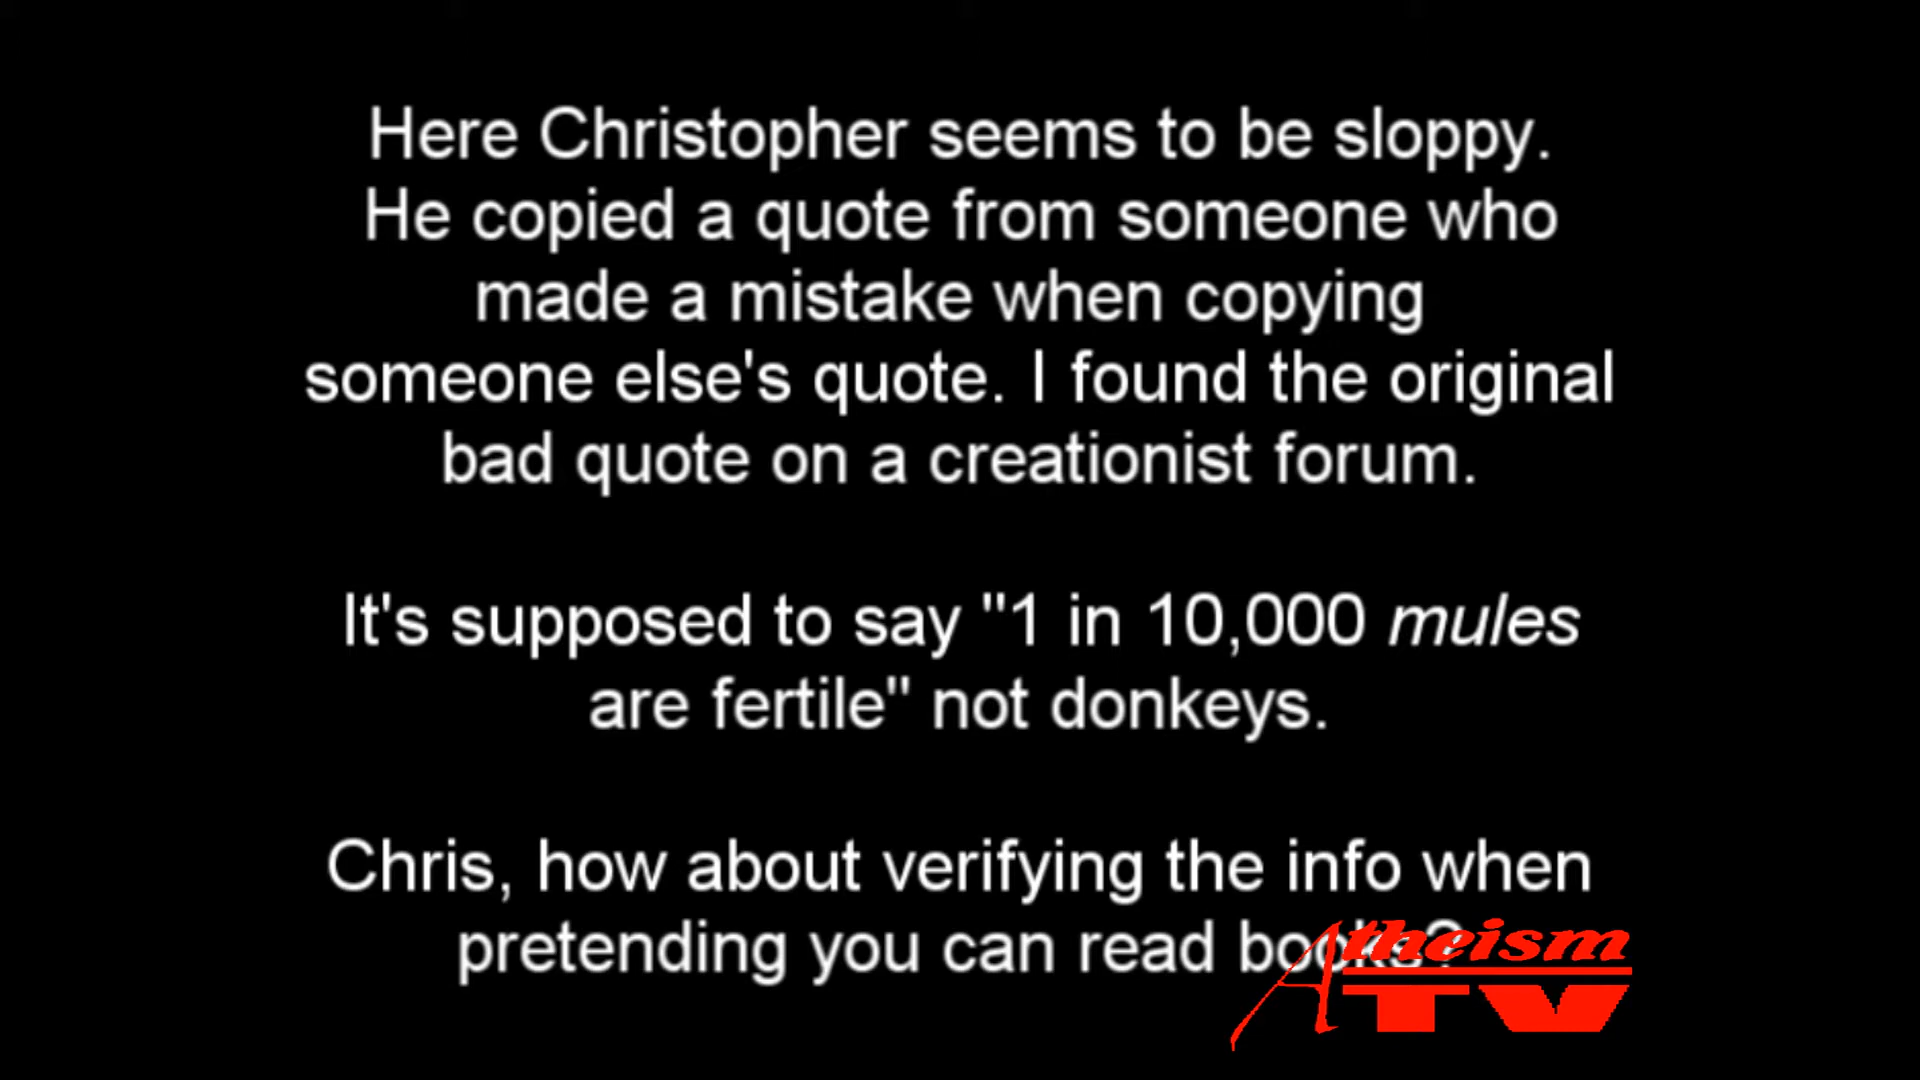 Here Christopher seems to be sloppy.
He copied a quote from someone who
made a mistake when copying
someone else's quote. I found the original
bad quote on a creationist forum.
It's supposed to say "1 in 10,000 mules
are fertile" not donkeys.
Chris, how about verifying the info when
pretending you can read books?
Atheism
TV